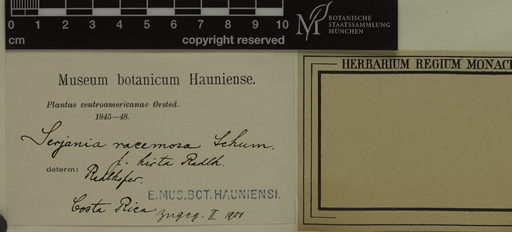 0 1 2 3 4 5 6 7 8 9 10
cm copyright reserved
BOTANISCHE
STAATSSAMMLUNG
MÜNCHEN
Museum botanicum Hauniense.
Plantae centroamericanae Ørsted.
1845—48.
Serjania racemosa Schum.
f. hirta Radlk.
determ: Radlkofer.
E. MUS. BOT. HAUNIENSI.
Costa Rica zugeg. II 1900
HERBARIUM REGIUM MONAC